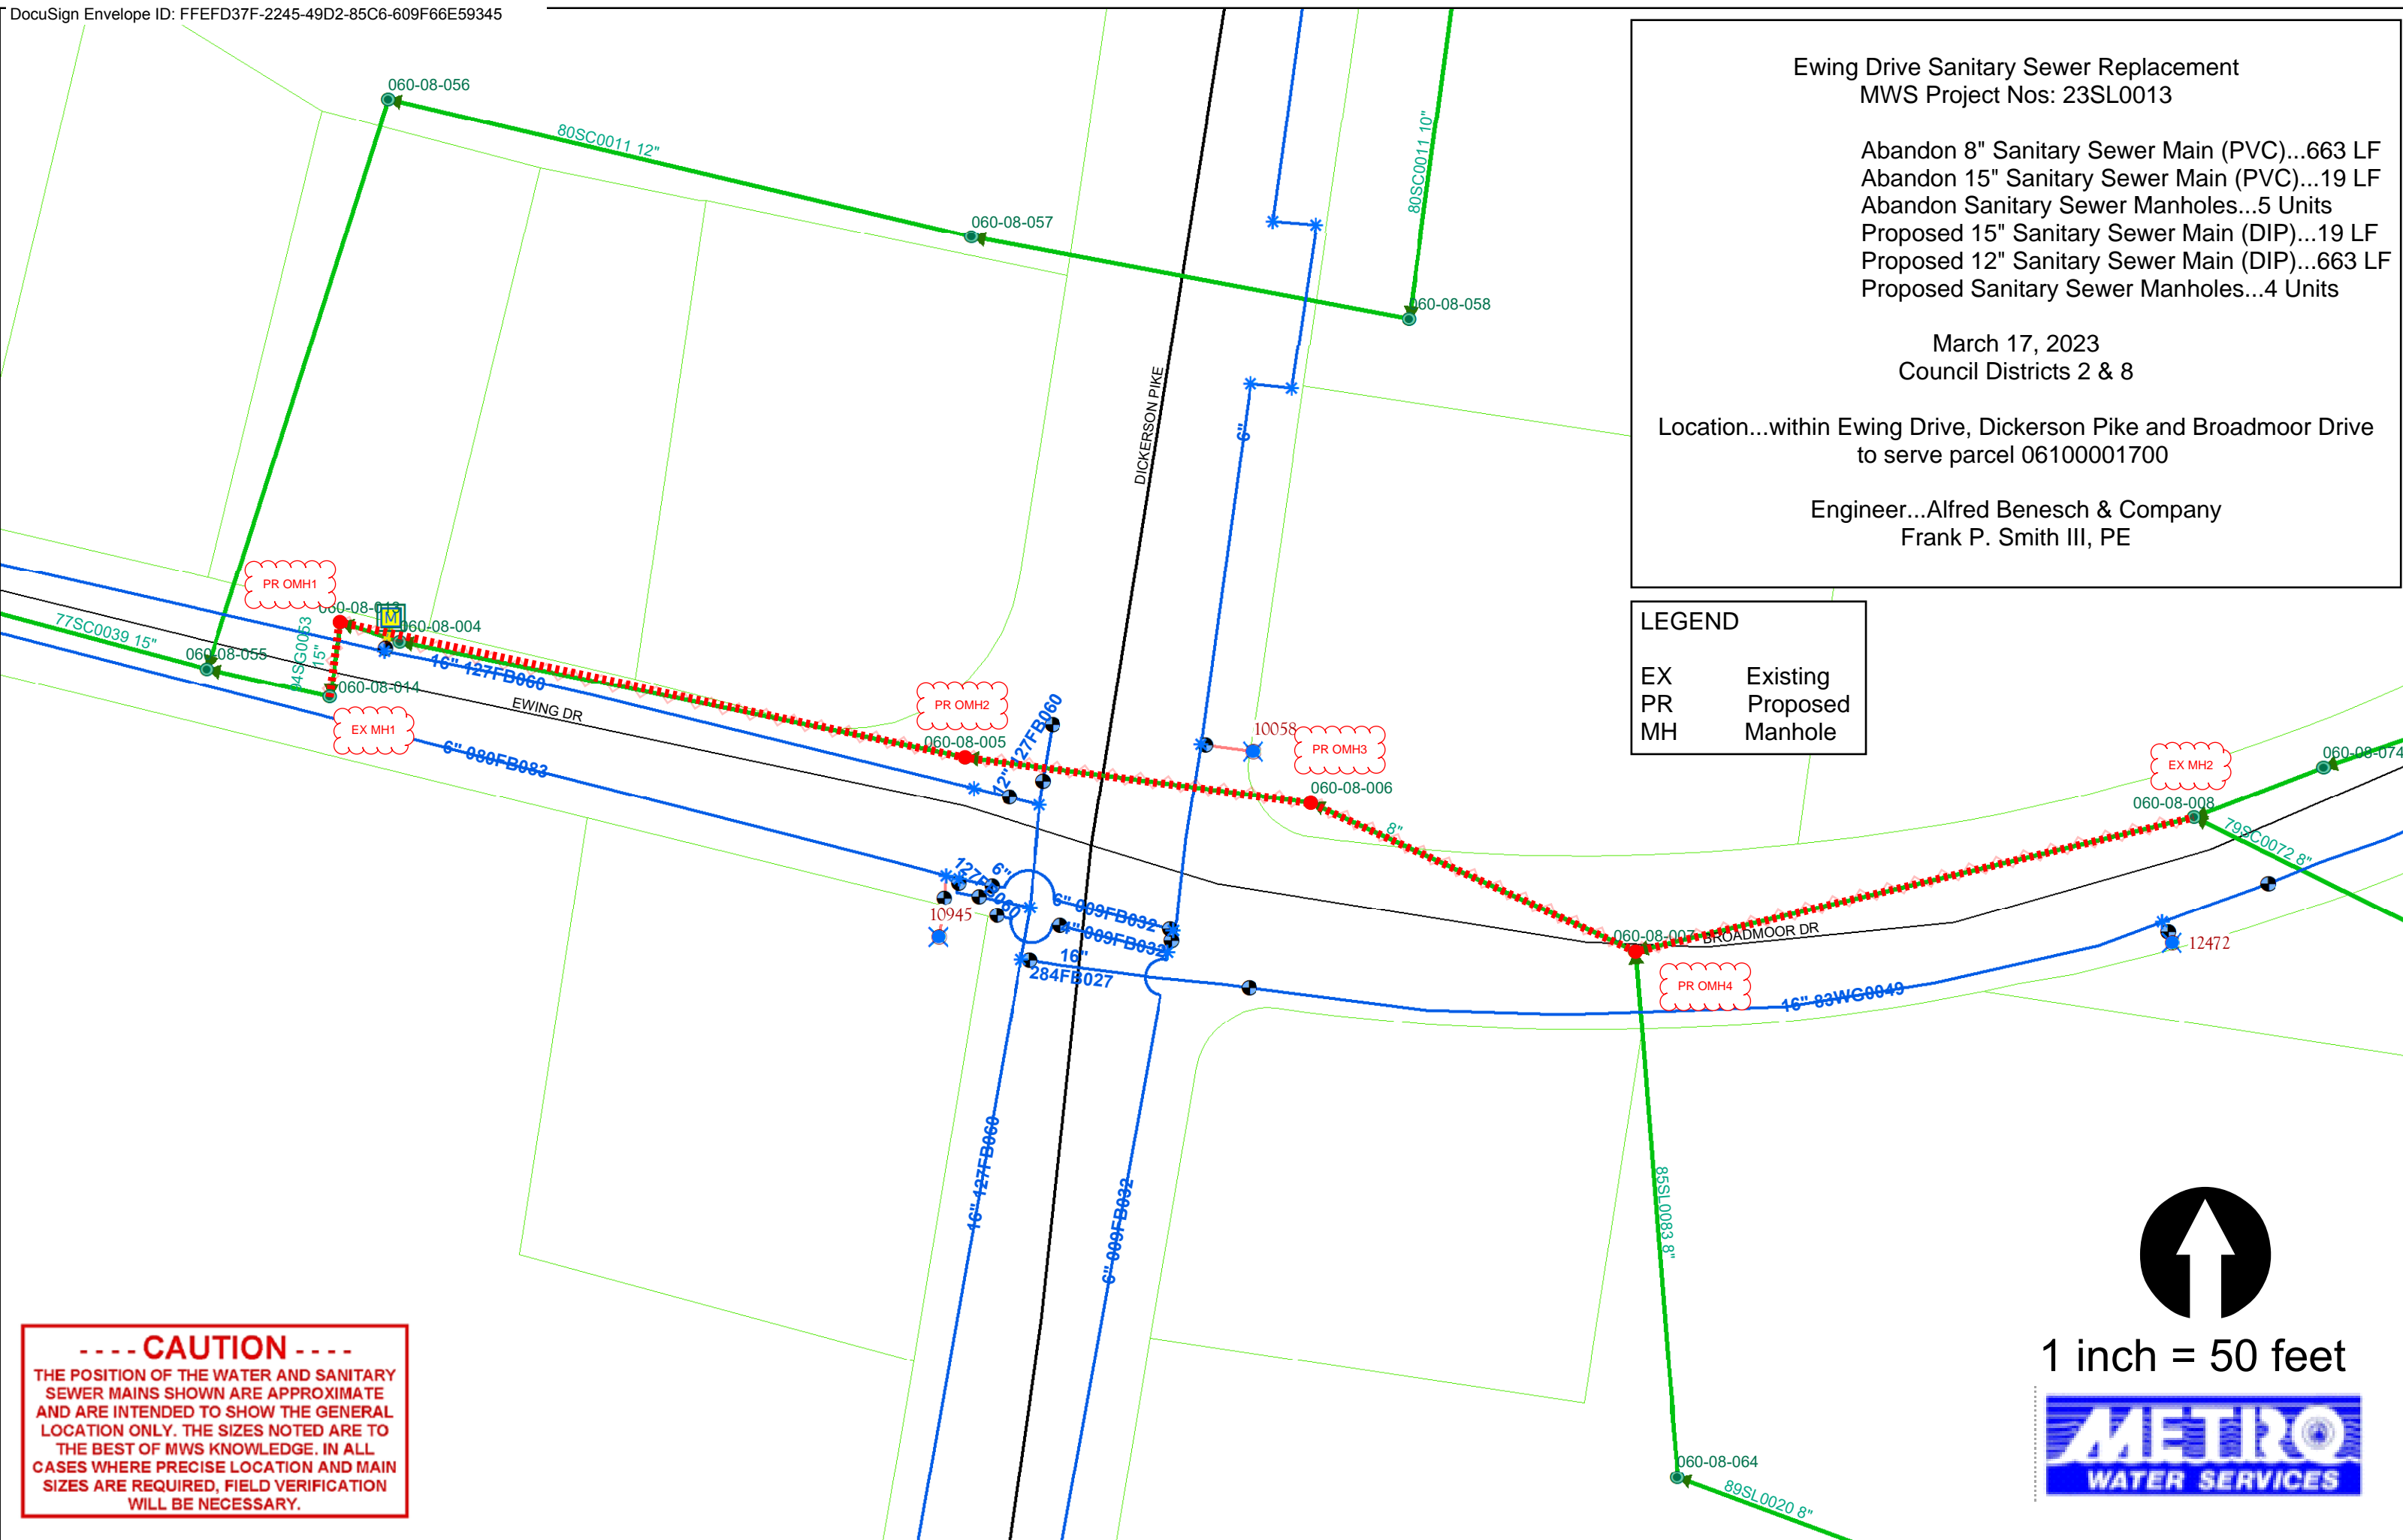 DocuSign Envelope ID: FFEFD37F-2245-49D2-85C6-609F66E59345
Ewing Drive Sanitary Sewer Replacement
MWS Project Nos: 23SL0013
Abandon 8" Sanitary Sewer Main (PVC)...663 LF
Abandon 15" Sanitary Sewer Main (PVC)...19 LF
Abandon Sanitary Sewer Manholes...5 Units
Proposed 15" Sanitary Sewer Main (DIP)...19 LF
Proposed 12" Sanitary Sewer Main (DIP)...663 LF
Proposed Sanitary Sewer Manholes...4 Units
March 17, 2023
Council Districts 2 & 8
Location...within Ewing Drive, Dickerson Pike and Broadmoor Drive
to serve parcel 06100001700
Engineer...Alfred Benesch & Company
Frank P. Smith III, PE
LEGEND
EX Existing
PR Proposed
MH Manhole
060-08-056
80SC0011 12"
060-08-057
80SC0011 10"
060-08-058
6"
DICKERSON PIKE
PR OMH1
M
060-08-004
77SC0039 15"
060-08-055
94SG0053
15"
060-08-014
EX MH1
16" 127FB060
EWING DR
6" 080FB083
PR OMH2
060-08-005
12" 127FB060
10058
PR OMH3
060-08-006
8"
EX MH2
060-08-074
060-08-008
79SC0072 8"
6"
127FB060
10945
6" 009FB032
4" 009FB032
16"
284FB027
060-08-007
BROADMOOR DR
PR OMH4
16" 83WG0049
12472
16" 127FB060
6" 009FB032
85SL0083 8"
060-08-064
89SL0020 8"
- - - - CAUTION - - - -
THE POSITION OF THE WATER AND SANITARY
SEWER MAINS SHOWN ARE APPROXIMATE
AND ARE INTENDED TO SHOW THE GENERAL
LOCATION ONLY. THE SIZES NOTED ARE TO
THE BEST OF MWS KNOWLEDGE. IN ALL
CASES WHERE PRECISE LOCATION AND MAIN
SIZES ARE REQUIRED, FIELD VERIFICATION
WILL BE NECESSARY.
1 inch = 50 feet
METRO
WATER SERVICES